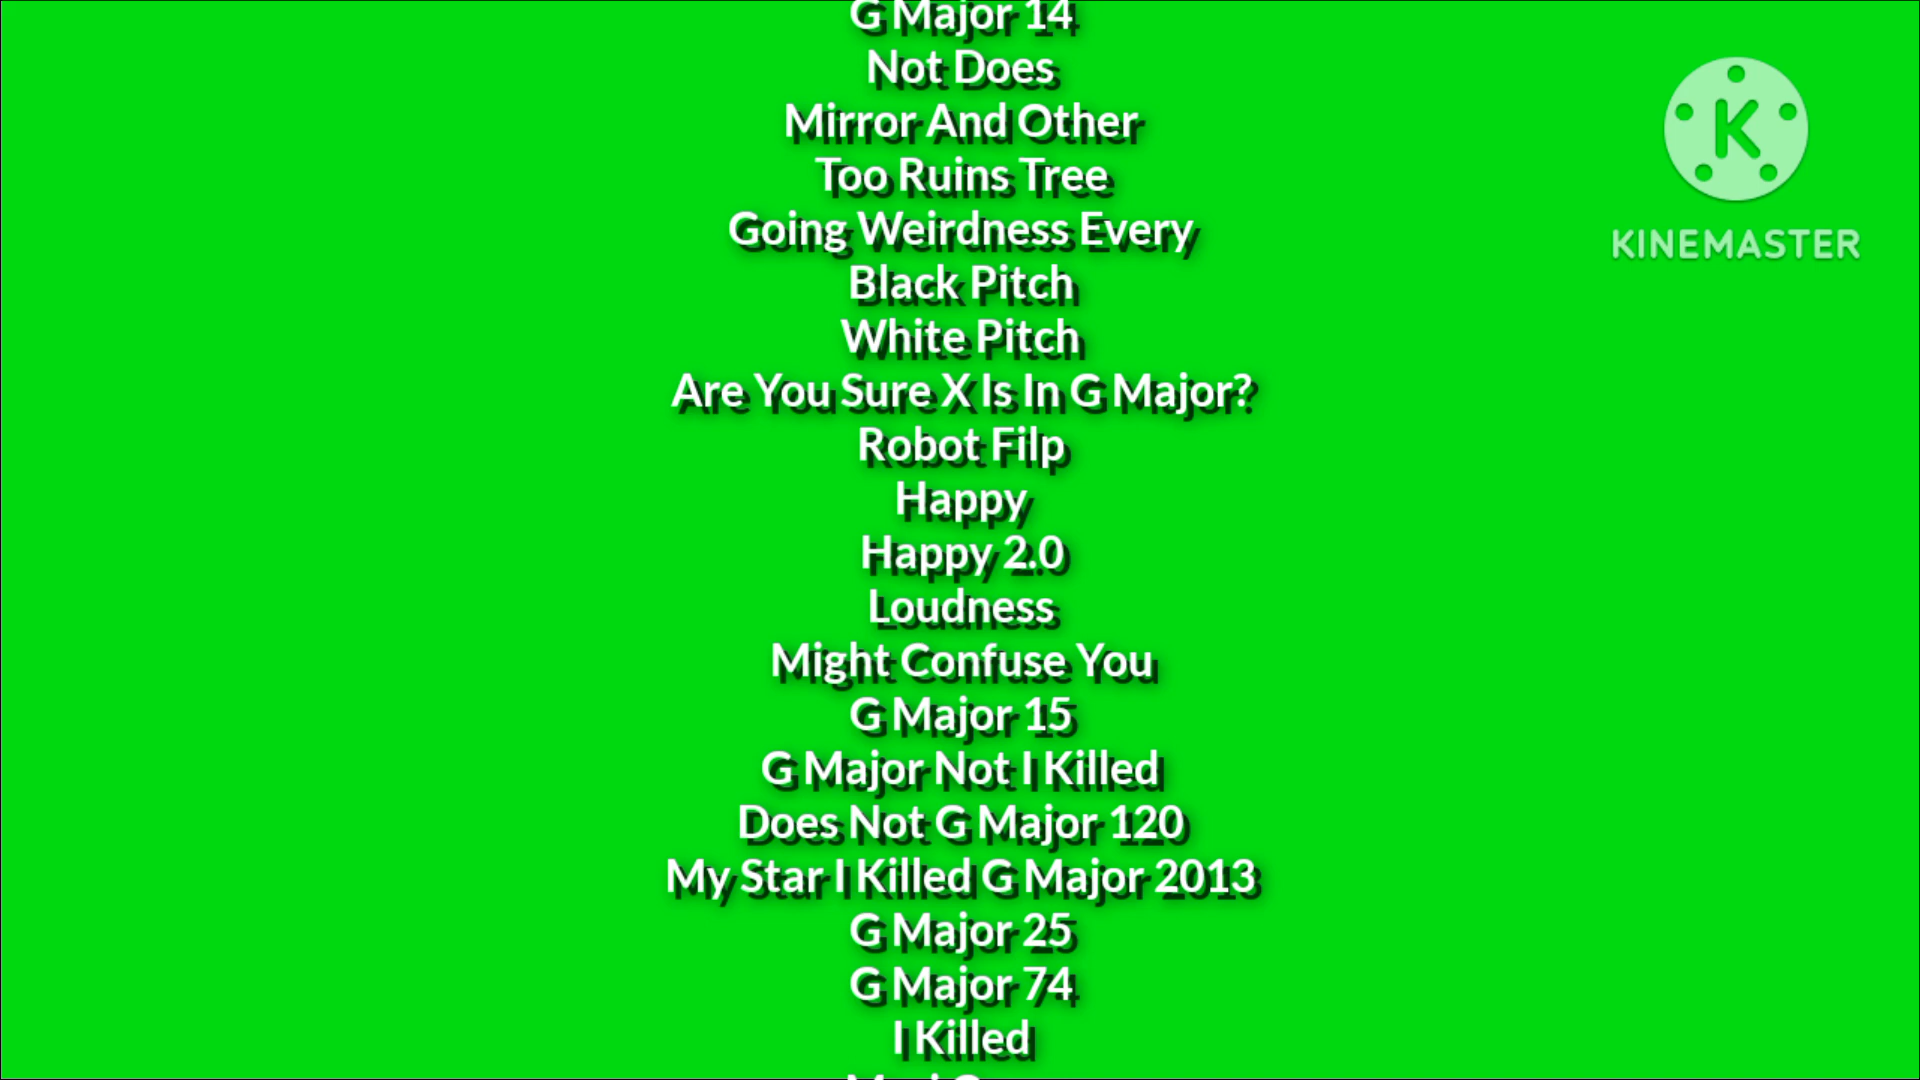 G Major 14
Not Does
Mirror And Other
Too Ruins Tree
Going Weirdness Every
Black Pitch
White Pitch
Are You Sure X Is In G Major?
Robot Filp
Happy
Happy 2.0
Loudness
Might Confuse You
G Major 15
G Major Not I Killed
Does Not G Major 120
My Star I Killed G Major 2013
G Major 25
G Major 74
I Killed
K
KINEMASTER